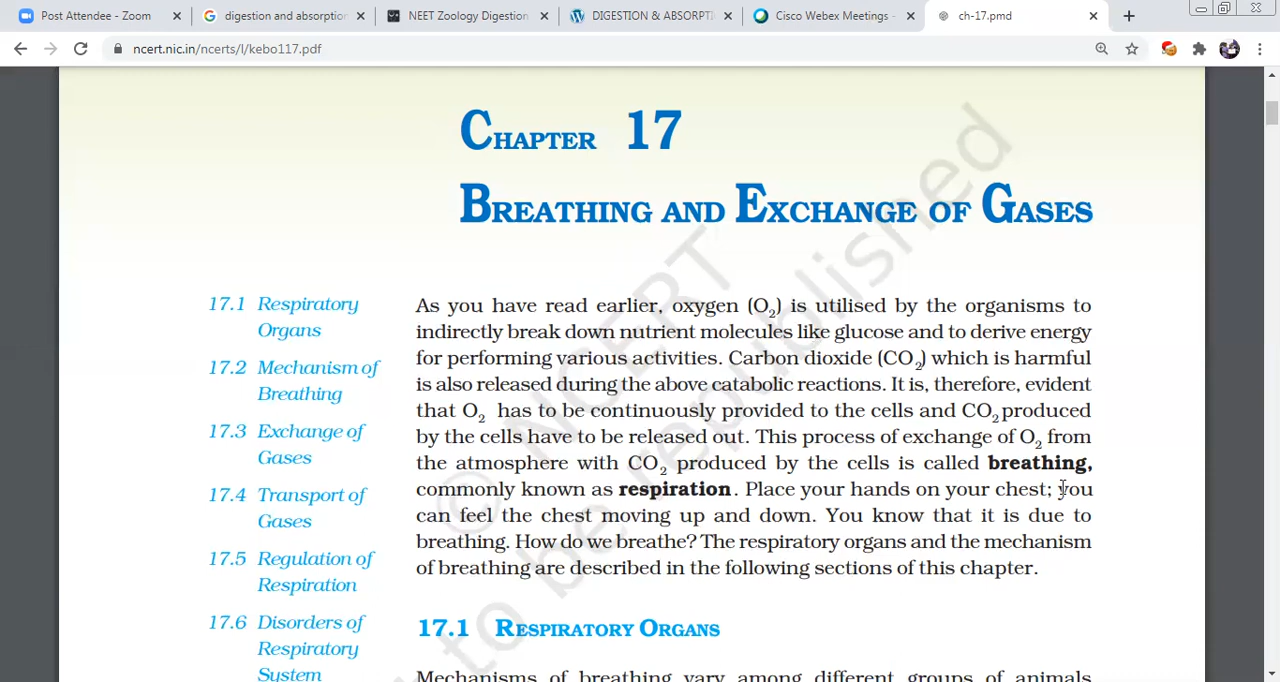 Post Attendee - Zoom
digestion and absorption
NEET Zoology Digestion
DIGESTION & ABSORPT
Cisco Webex Meetings -
ch-17.pmd
ncert.nic.in/ncerts/l/kebo117.pdf
CHAPTER 17
BREATHING AND EXCHANGE OF GASES
17.1 Respiratory
Organs
17.2 Mechanism of
Breathing
17.3 Exchange of
Gases
17.4 Transport of
Gases
17.5 Regulation of
Respiration
17.6 Disorders of
Respiratory
System
As you have read earlier, oxygen (O₂) is utilised by the organisms to
indirectly break down nutrient molecules like glucose and to derive energy
for performing various activities. Carbon dioxide (CO₂) which is harmful
is also released during the above catabolic reactions. It is, therefore, evident
that O₂ has to be continuously provided to the cells and CO₂ produced
by the cells have to be released out. This process of exchange of O₂ from
the atmosphere with CO₂ produced by the cells is called breathing,
commonly known as respiration. Place your hands on your chest; you
can feel the chest moving up and down. You know that it is due to
breathing. How do we breathe? The respiratory organs and the mechanism
of breathing are described in the following sections of this chapter.
17.1 RESPIRATORY ORGANS
Mechanisms of breathing vary among different groups of animals
© NCERT
to be republished